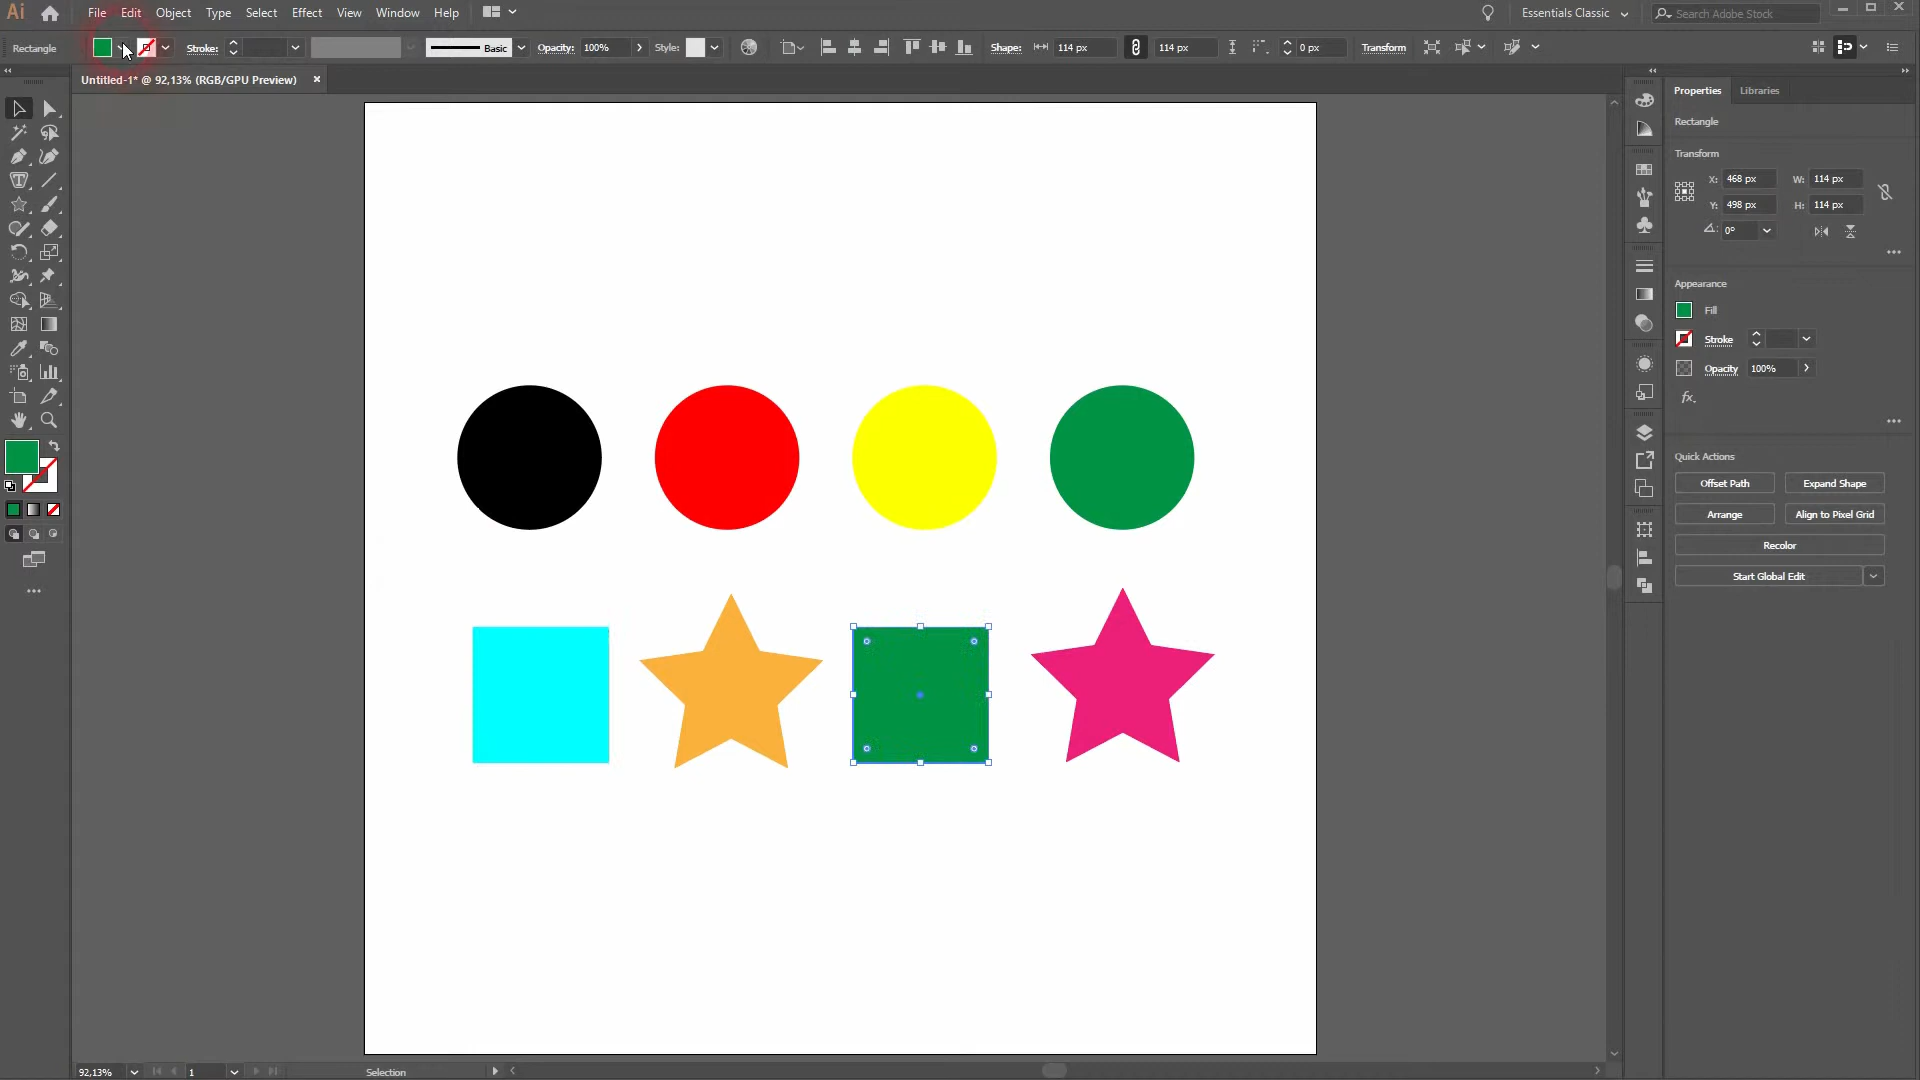 Ai File Edit Object Type Select Effect View Window Help Essentials Classic Search Adobe Stock
Rectangle Stroke: Basic Opacity: 100% Style: Shape: 114 px 114 px 0 px Transform
Untitled-1* @ 92,13% (RGB/GPU Preview)
Properties Libraries
Rectangle
Transform
X: 468 px W: 114 px
Y: 498 px H: 114 px
0°
Appearance
Fill
Stroke
Opacity 100%
fx.
Quick Actions
Offset Path Expand Shape
Arrange Align to Pixel Grid
Recolor
Start Global Edit
92,13% 1 Selection